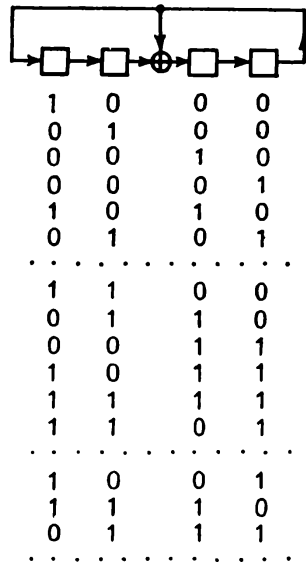 1 0 0 0
0 1 0 0
0 0 1 0
0 0 0 1
1 0 1 0
0 1 0 1
. . . . . . . . . . .
1 1 0 0
0 1 1 0
0 0 1 1
1 0 1 1
1 1 1 1
1 1 0 1
. . . . . . . . . . .
1 0 0 1
1 1 1 0
0 1 1 1
. . . . . . . . . . .